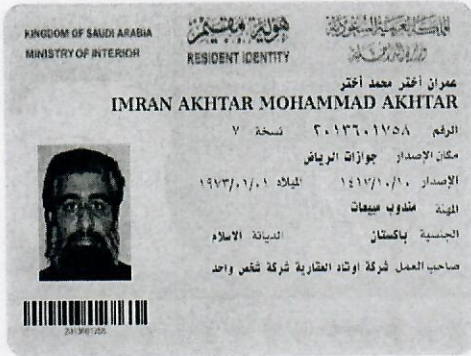 KINGDOM OF SAUDI ARABIA
MINISTRY OF INTERIOR
هوية مقيم
RESIDENT IDENTITY
المملكة العربية السعودية
وزارة الداخلية
عمران أختر محمد أختر
IMRAN AKHTAR MOHAMMAD AKHTAR
الرقم ٢٠١٣٦٠١٧٥٨ نسخة ٧
مكان الإصدار جوازات الرياض
الإصدار ١٤١٧/١٠/١٠ الميلاد ١٩٧٣/٠١/٠١
المهنة مندوب مبيعات
الجنسية باكستان الديانة الاسلام
صاحب العمل شركة اوتاد العقارية شركة شخص واحد
2013601758